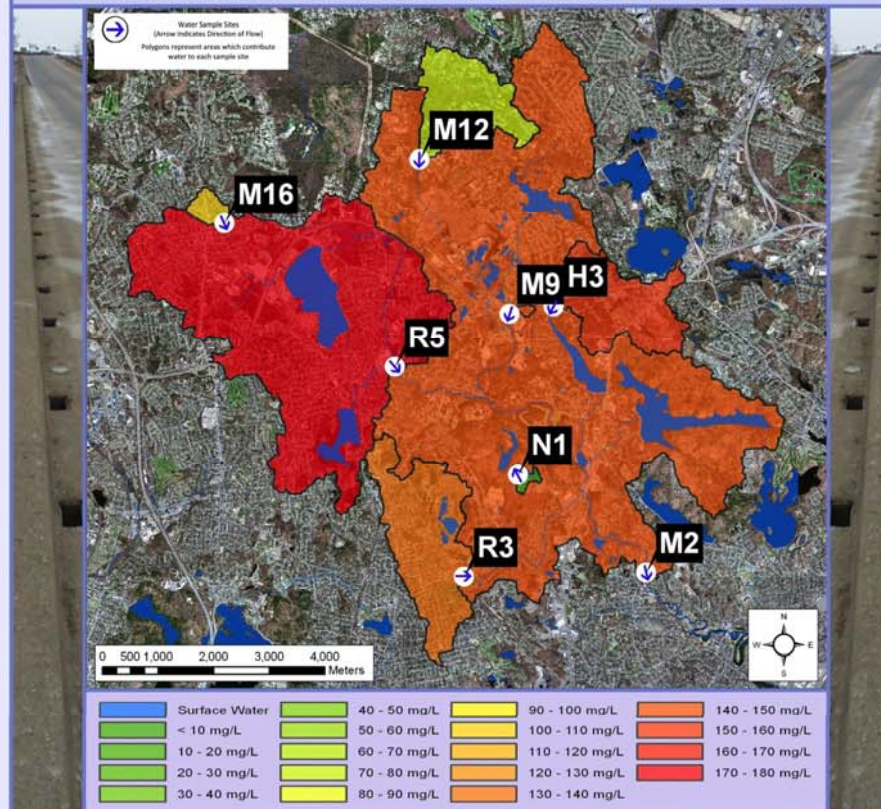 Water Sample Sites
(Arrow Indicates Direction of Flow)
Polygons represent areas which contribute
water to each sample site
M12
M16
M9
H3
R5
N1
R3
M2
N
W
E
S
0 500 1,000 2,000 3,000 4,000
Meters
Surface Water
< 10 mg/L
10 - 20 mg/L
20 - 30 mg/L
30 - 40 mg/L
40 - 50 mg/L
50 - 60 mg/L
60 - 70 mg/L
70 - 80 mg/L
80 - 90 mg/L
90 - 100 mg/L
100 - 110 mg/L
110 - 120 mg/L
120 - 130 mg/L
130 - 140 mg/L
140 - 150 mg/L
150 - 160 mg/L
160 - 170 mg/L
170 - 180 mg/L